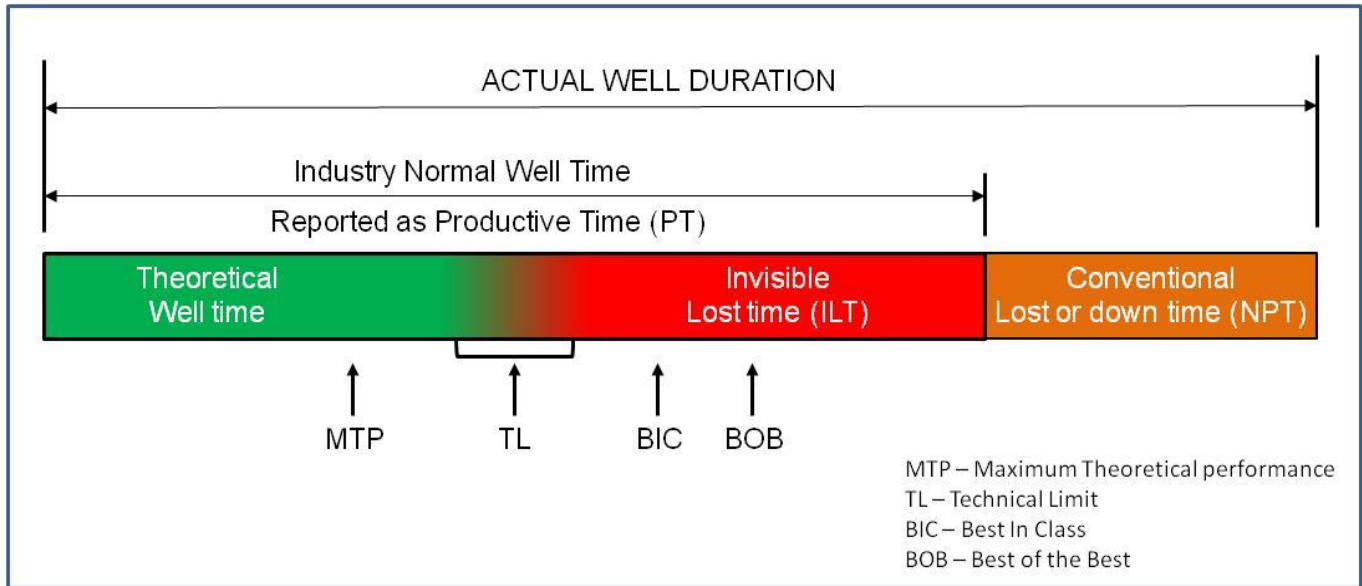 ACTUAL WELL DURATION
Industry Normal Well Time
Reported as Productive Time (PT)
Theoretical
Well time
Invisible
Lost time (ILT)
Conventional
Lost or down time (NPT)
MTP
TL
BIC
BOB
MTP – Maximum Theoretical performance
TL – Technical Limit
BIC – Best In Class
BOB – Best of the Best